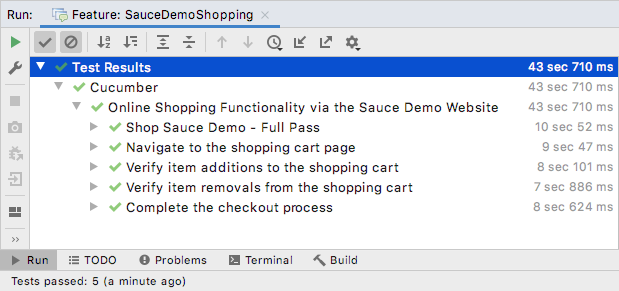 Run: Feature: SauceDemoShopping
Test Results 43 sec 710 ms
Cucumber 43 sec 710 ms
Online Shopping Functionality via the Sauce Demo Website 43 sec 710 ms
Shop Sauce Demo - Full Pass 10 sec 52 ms
Navigate to the shopping cart page 9 sec 47 ms
Verify item additions to the shopping cart 8 sec 101 ms
Verify item removals from the shopping cart 7 sec 886 ms
Complete the checkout process 8 sec 624 ms
Run TODO Problems Terminal Build
Tests passed: 5 (a minute ago)